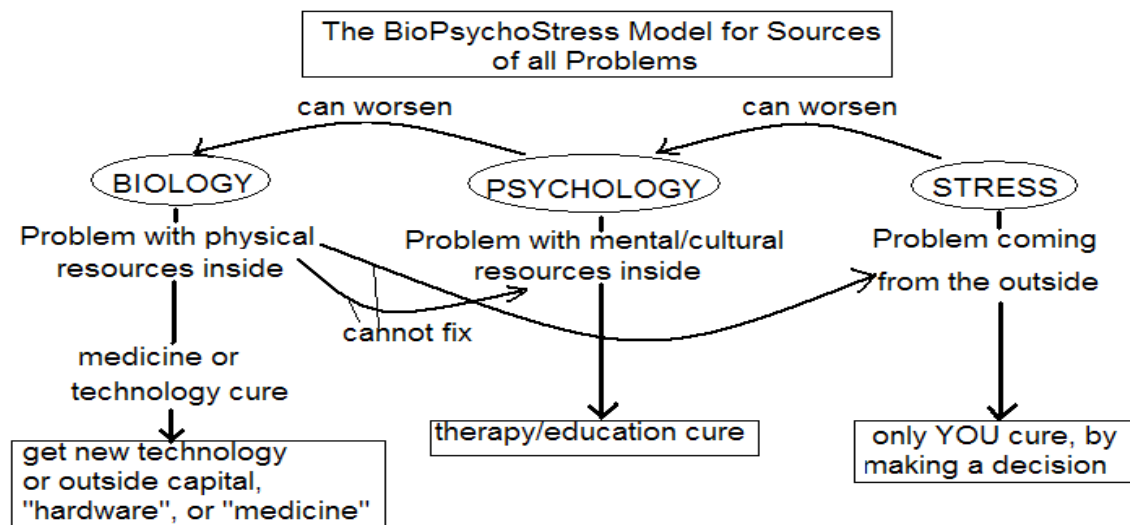 The BioPsychoStress Model for Sources
of all Problems
can worsen
can worsen
BIOLOGY
PSYCHOLOGY
STRESS
Problem with physical
resources inside
Problem with mental/cultural
resources inside
Problem coming
from the outside
cannot fix
medicine or
technology cure
get new technology
or outside capital,
"hardware", or "medicine"
therapy/education cure
only YOU cure, by
making a decision